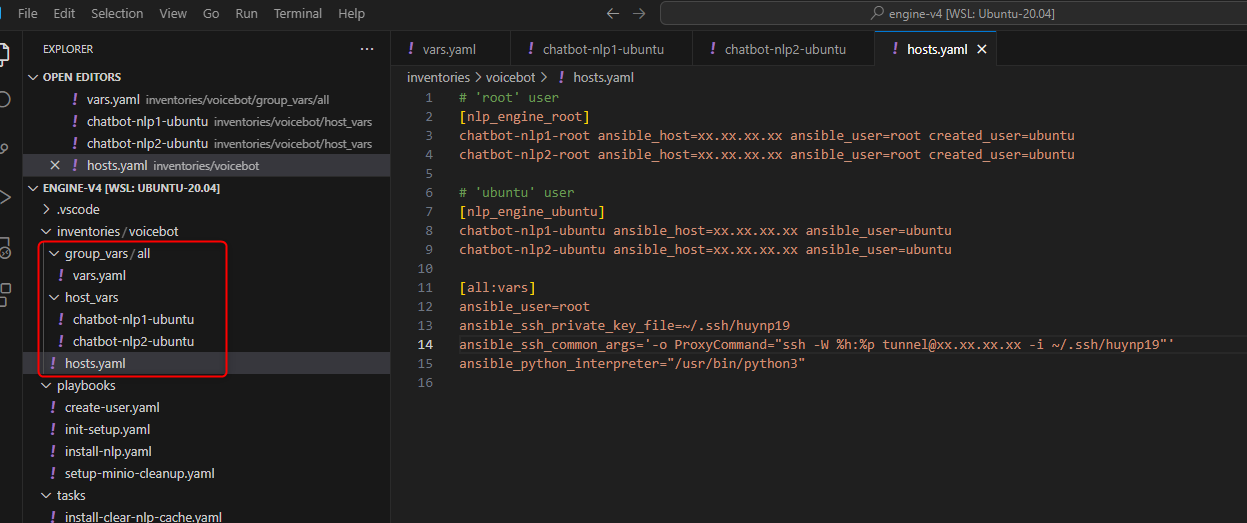 File Edit Selection View Go Run Terminal Help engine-v4 [WSL: Ubuntu-20.04]
EXPLORER
OPEN EDITORS
vars.yaml inventories/voicebot/group_vars/all
chatbot-nlp1-ubuntu inventories/voicebot/host_vars
chatbot-nlp2-ubuntu inventories/voicebot/host_vars
hosts.yaml inventories/voicebot
ENGINE-V4 [WSL: UBUNTU-20.04]
.vscode
inventories/voicebot
group_vars/all
vars.yaml
host_vars
chatbot-nlp1-ubuntu
chatbot-nlp2-ubuntu
hosts.yaml
playbooks
create-user.yaml
init-setup.yaml
install-nlp.yaml
setup-minio-cleanup.yaml
tasks
install-clear-nlp-cache.yaml
vars.yaml chatbot-nlp1-ubuntu chatbot-nlp2-ubuntu hosts.yaml
inventories > voicebot > hosts.yaml
1 # 'root' user
2 [nlp_engine_root]
3 chatbot-nlp1-root ansible_host=xx.xx.xx.xx ansible_user=root created_user=ubuntu
4 chatbot-nlp2-root ansible_host=xx.xx.xx.xx ansible_user=root created_user=ubuntu
5
6 # 'ubuntu' user
7 [nlp_engine_ubuntu]
8 chatbot-nlp1-ubuntu ansible_host=xx.xx.xx.xx ansible_user=ubuntu
9 chatbot-nlp2-ubuntu ansible_host=xx.xx.xx.xx ansible_user=ubuntu
10
11 [all:vars]
12 ansible_user=root
13 ansible_ssh_private_key_file=~/.ssh/huynp19
14 ansible_ssh_common_args='-o ProxyCommand="ssh -W %h:%p tunnel@xx.xx.xx.xx -i ~/.ssh/huynp19"'
15 ansible_python_interpreter="/usr/bin/python3"
16